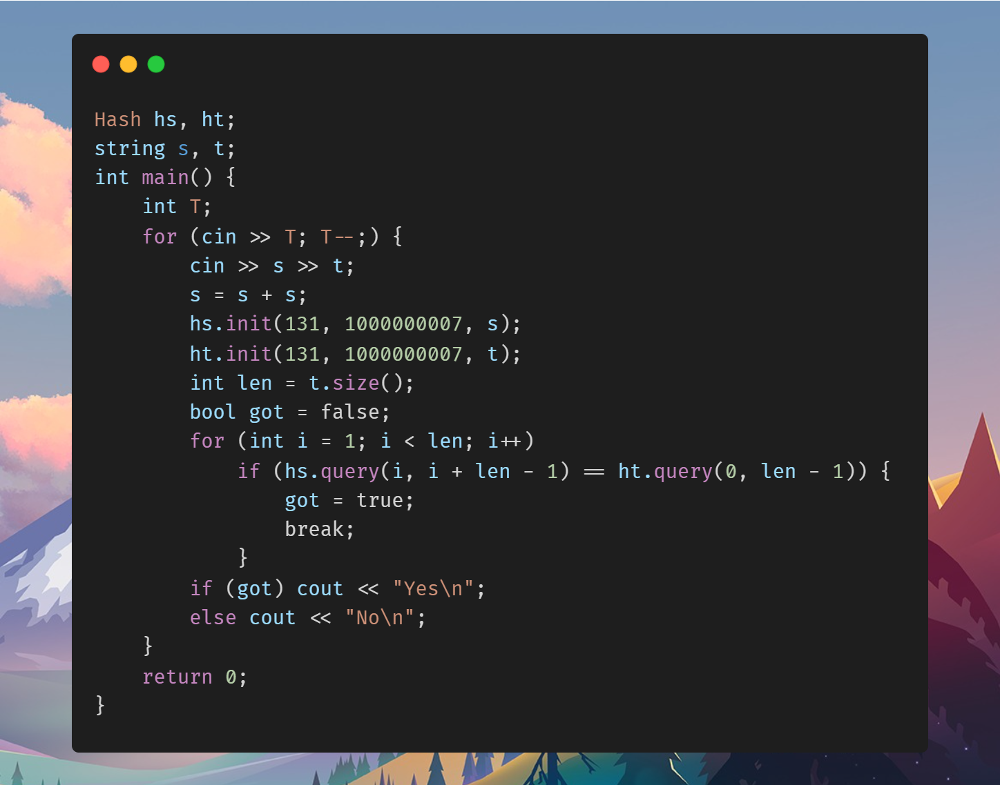 Hash hs, ht;
string s, t;
int main() {
    int T;
    for (cin >> T; T--;) {
        cin >> s >> t;
        s = s + s;
        hs.init(131, 1000000007, s);
        ht.init(131, 1000000007, t);
        int len = t.size();
        bool got = false;
        for (int i = 1; i < len; i++)
            if (hs.query(i, i + len - 1) == ht.query(0, len - 1)) {
                got = true;
                break;
            }
        if (got) cout << "Yes\n";
        else cout << "No\n";
    }
    return 0;
}